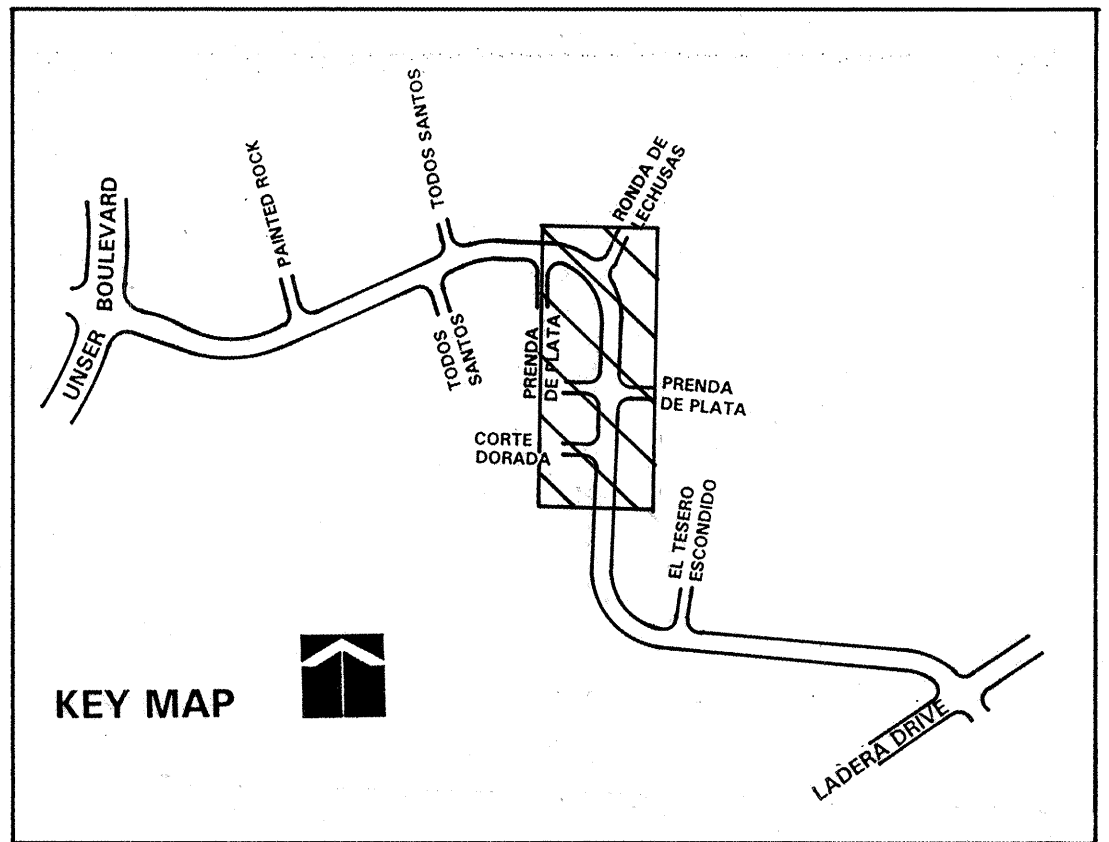 TODOS SANTOS
RONDA DE
LECHUSAS
PAINTED ROCK
UNSER
BOULEVARD
TODOS
SANTOS
PRENDA
DE PLATA
PRENDA
DE PLATA
CORTE
DORADA
EL TESERO
ESCONDIDO
KEY MAP
LADERA DRIVE